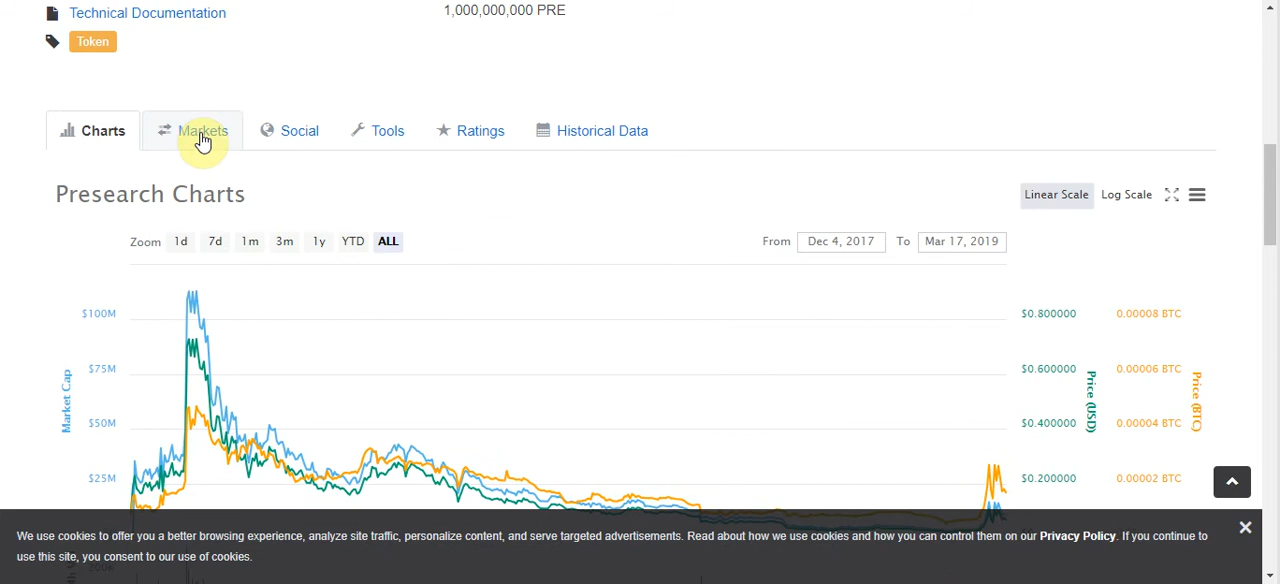 Technical Documentation
1,000,000,000 PRE
Token
Charts Markets Social Tools Ratings Historical Data
Presearch Charts
Linear Scale Log Scale
Zoom 1d 7d 1m 3m 1y YTD ALL From Dec 4, 2017 To Mar 17, 2019
$100M $0.800000 0.00008 BTC
$75M $0.600000 0.00006 BTC
Market Cap Price (USD) Price (BTC)
$50M $0.400000 0.00004 BTC
$25M $0.200000 0.00002 BTC
We use cookies to offer you a better browsing experience, analyze site traffic, personalize content, and serve targeted advertisements. Read about how we use cookies and how you can control them on our Privacy Policy. If you continue to
use this site, you consent to our use of cookies.
200k